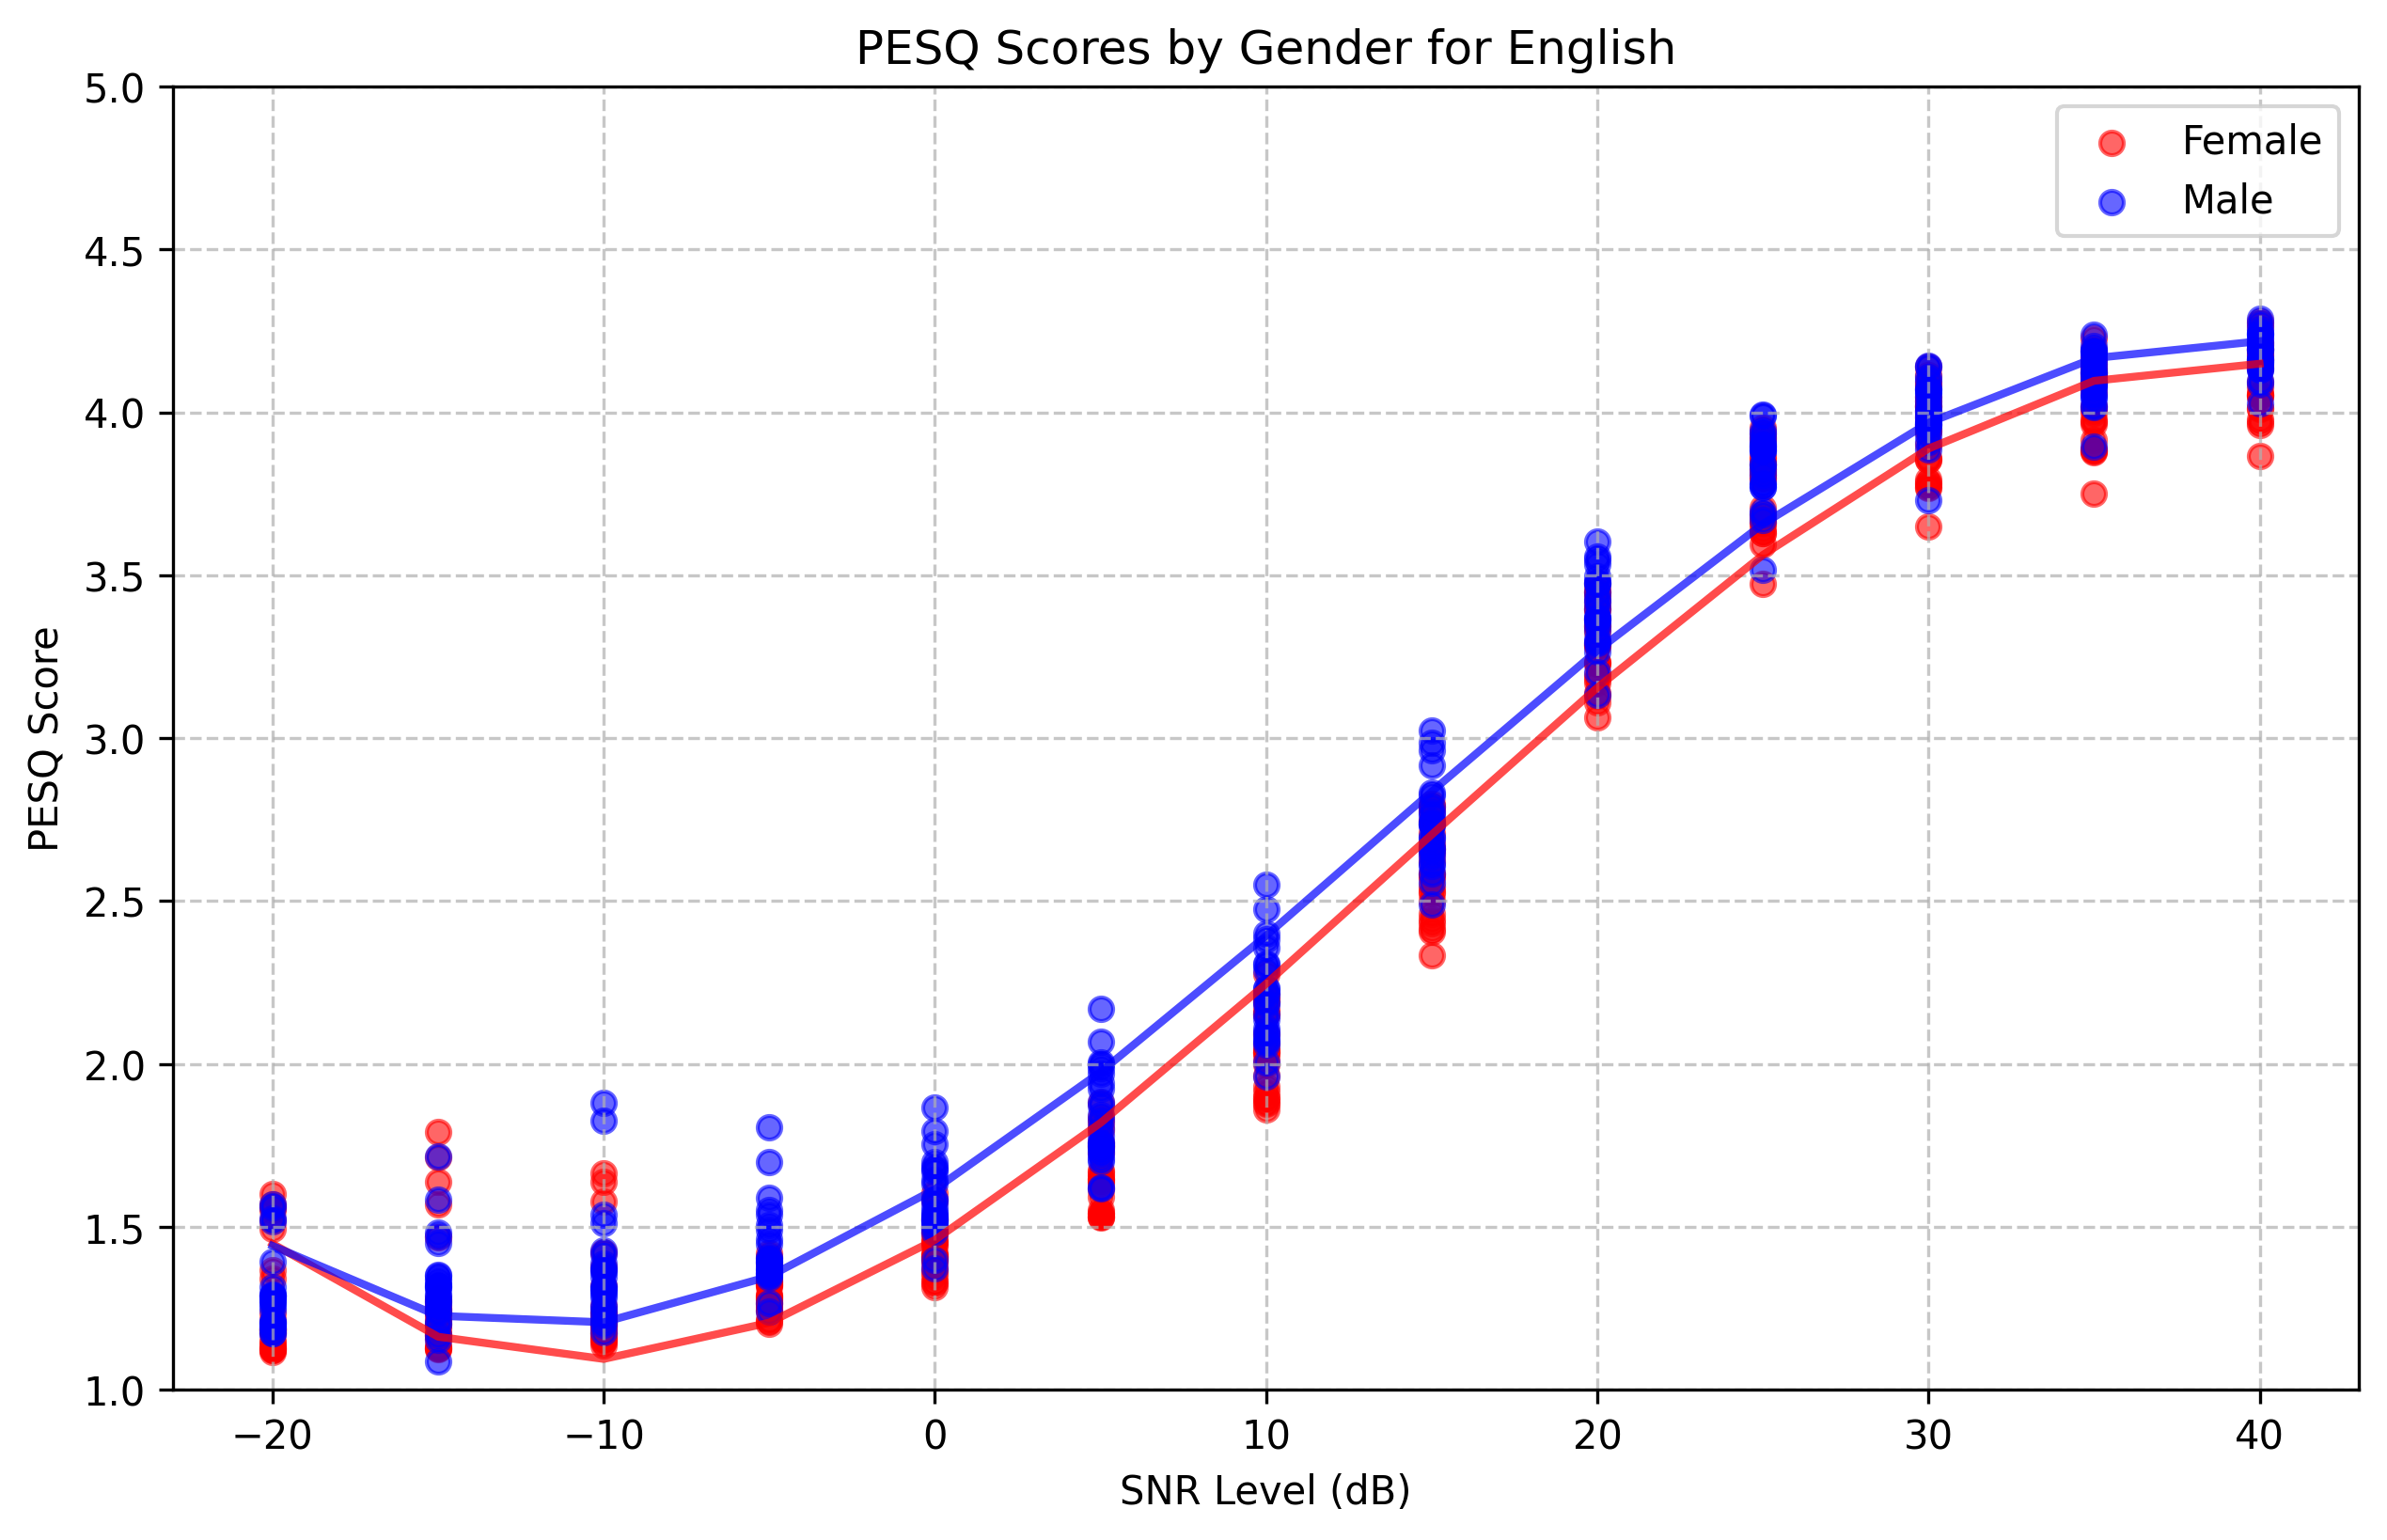 PESQ Scores by Gender for English
5.0
4.5
4.0
3.5
3.0
2.5
2.0
1.5
1.0
PESQ Score
Female
Male
−20 −10 0 10 20 30 40
SNR Level (dB)